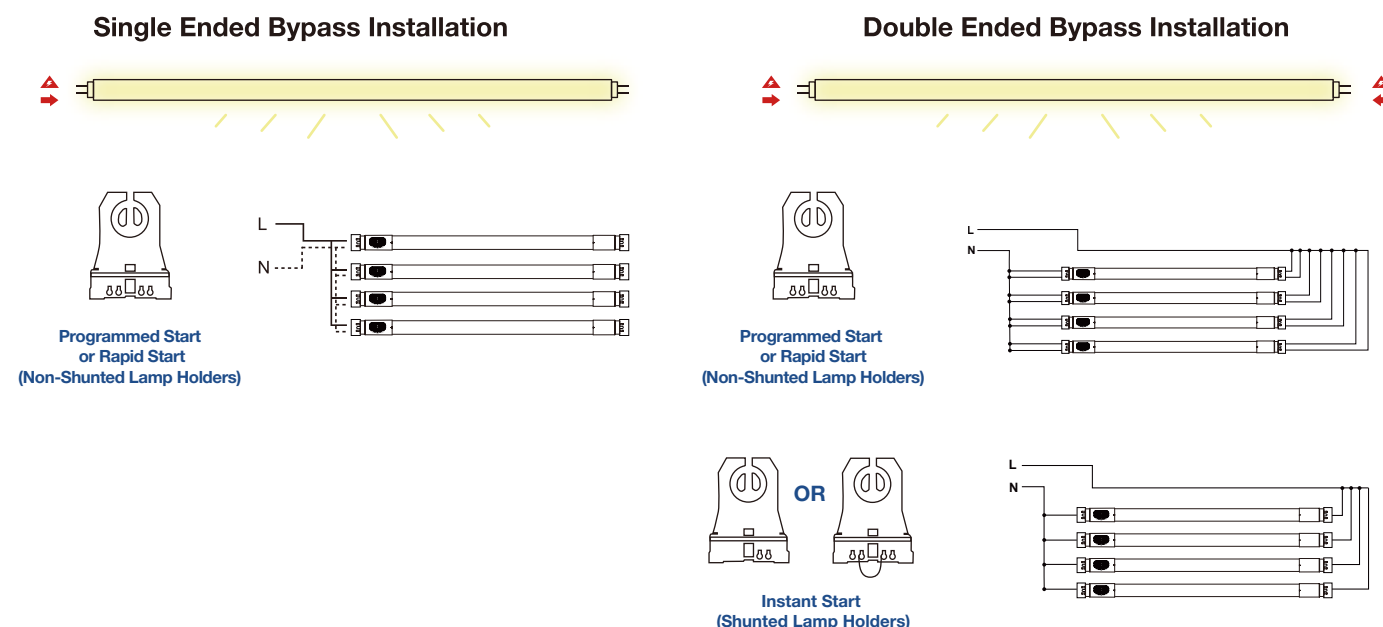 Single Ended Bypass Installation
L
N
Programmed Start
or Rapid Start
(Non-Shunted Lamp Holders)
Double Ended Bypass Installation
L
N
Programmed Start
or Rapid Start
(Non-Shunted Lamp Holders)
OR
L
N
Instant Start
(Shunted Lamp Holders)